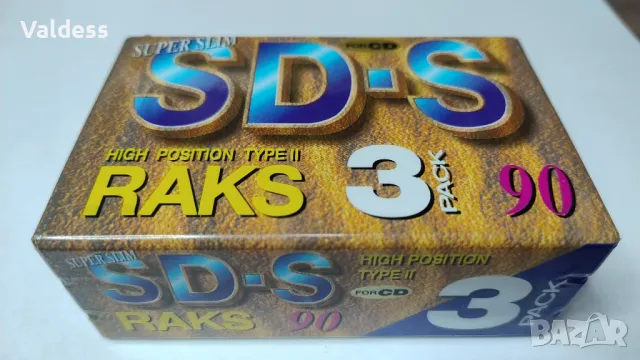 Valdess
SUPER SLIM
FOR CD
SD-S
HIGH POSITION TYPE II
RAKS
3
PACK
90
SUPER SLIM
SD-S
HIGH POSITION
TYPE II
FOR CD
RAKS
90
3
PACK
bazar